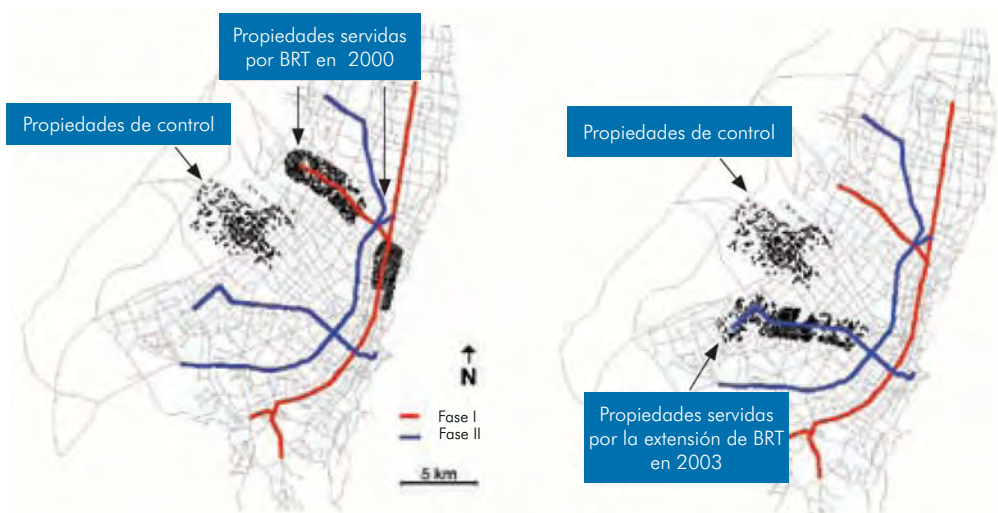 Propiedades servidas
por BRT en 2000
Propiedades de control
N
Fase I
Fase II
5 km
Propiedades de control
Propiedades servidas
por la extensión de BRT
en 2003